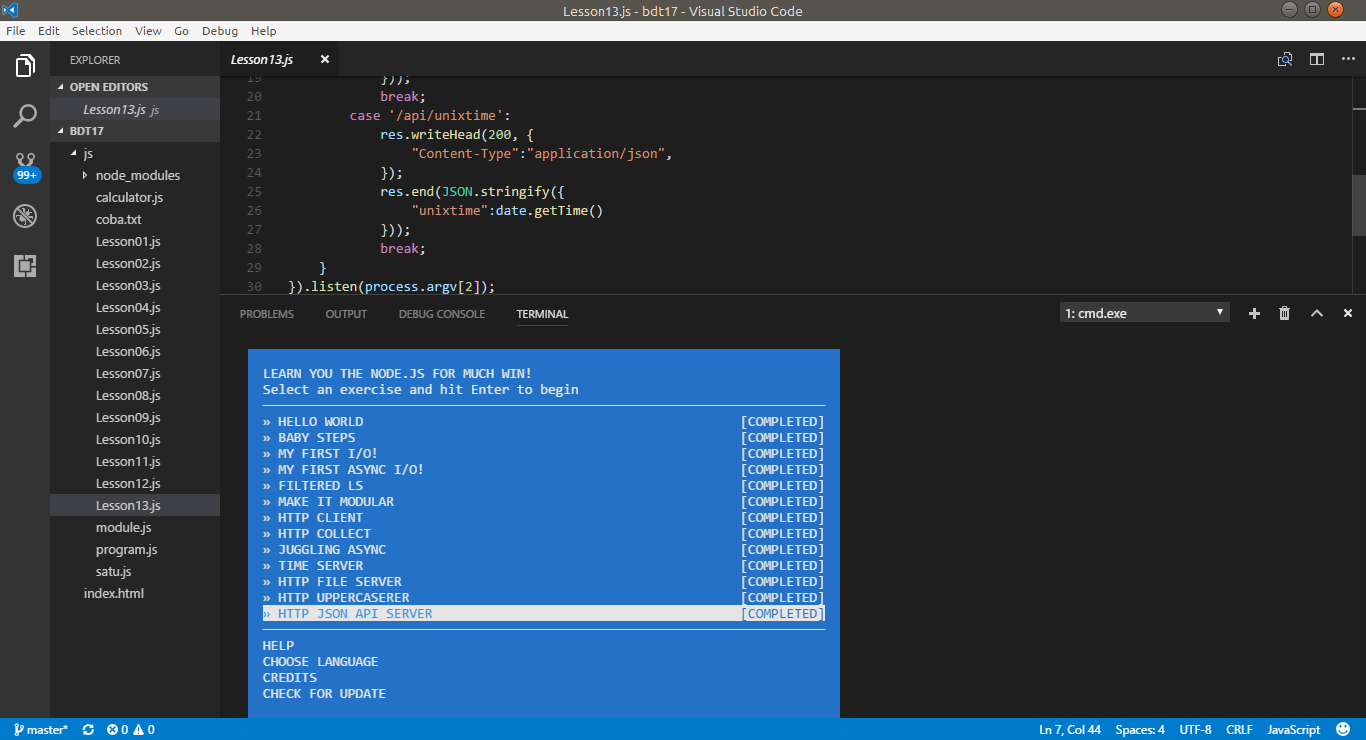 Lesson13.js - bdt17 - Visual Studio Code
File Edit Selection View Go Debug Help
EXPLORER
OPEN EDITORS
Lesson13.js js
BDT17
js
node_modules
calculator.js
coba.txt
Lesson01.js
Lesson02.js
Lesson03.js
Lesson04.js
Lesson05.js
Lesson06.js
Lesson07.js
Lesson08.js
Lesson09.js
Lesson10.js
Lesson11.js
Lesson12.js
Lesson13.js
module.js
program.js
satu.js
index.html
99+
Lesson13.js
19 }));
20 break;
21 case '/api/unixtime':
22 res.writeHead(200, {
23 "Content-Type":"application/json",
24 });
25 res.end(JSON.stringify({
26 "unixtime":date.getTime()
27 }));
28 break;
29 }
30 }).listen(process.argv[2]);
PROBLEMS OUTPUT DEBUG CONSOLE TERMINAL 1: cmd.exe
LEARN YOU THE NODE.JS FOR MUCH WIN!
Select an exercise and hit Enter to begin
» HELLO WORLD [COMPLETED]
» BABY STEPS [COMPLETED]
» MY FIRST I/O! [COMPLETED]
» MY FIRST ASYNC I/O! [COMPLETED]
» FILTERED LS [COMPLETED]
» MAKE IT MODULAR [COMPLETED]
» HTTP CLIENT [COMPLETED]
» HTTP COLLECT [COMPLETED]
» JUGGLING ASYNC [COMPLETED]
» TIME SERVER [COMPLETED]
» HTTP FILE SERVER [COMPLETED]
» HTTP UPPERCASERER [COMPLETED]
» HTTP JSON API SERVER [COMPLETED]
HELP
CHOOSE LANGUAGE
CREDITS
CHECK FOR UPDATE
master* 0 0 Ln 7, Col 44 Spaces: 4 UTF-8 CRLF JavaScript